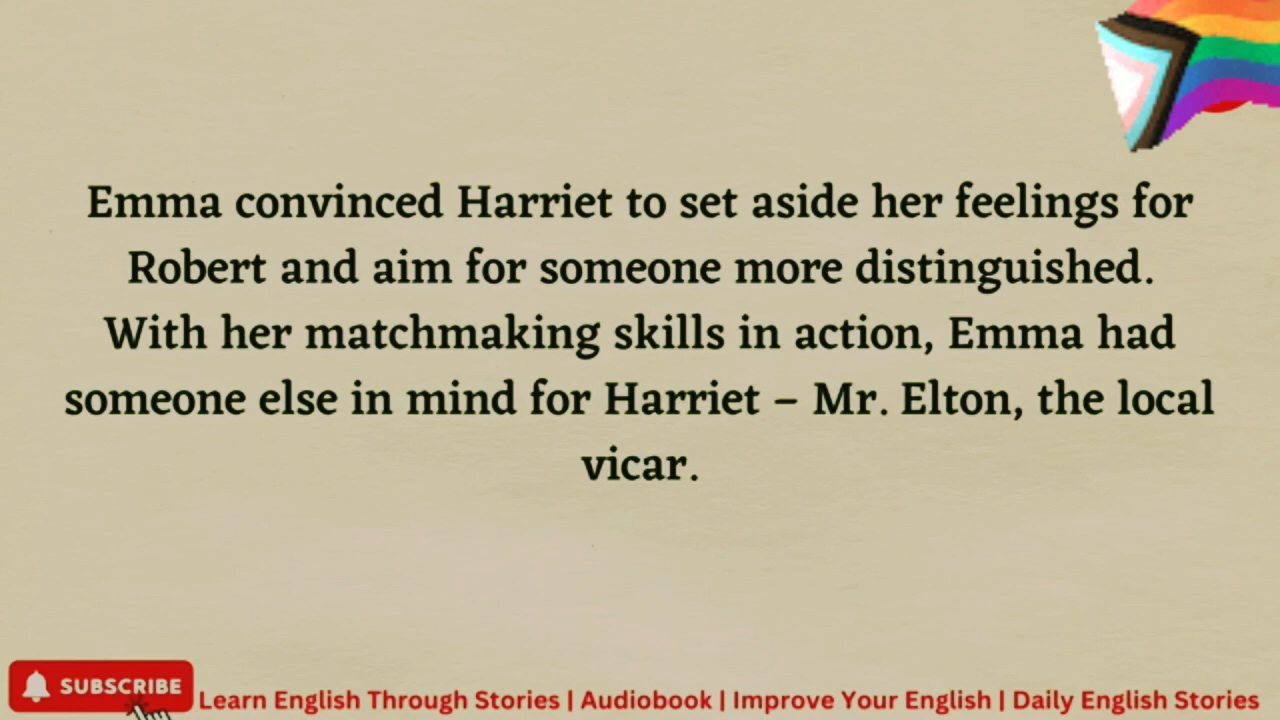 Emma convinced Harriet to set aside her feelings for
Robert and aim for someone more distinguished.
With her matchmaking skills in action, Emma had
someone else in mind for Harriet – Mr. Elton, the local
vicar.
SUBSCRIBE
Learn English Through Stories | Audiobook | Improve Your English | Daily English Stories